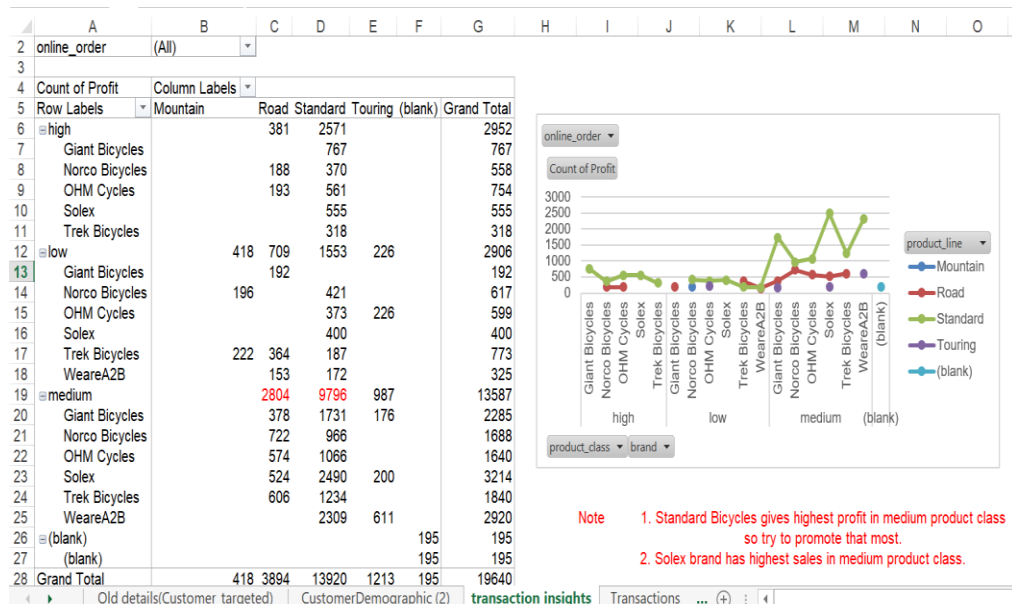 A B C D E F G H I J K L M N O
2 online_order (All)
3
4 Count of Profit Column Labels
5 Row Labels Mountain Road Standard Touring (blank) Grand Total
6 high 381 2571 2952
7 Giant Bicycles 767 767
8 Norco Bicycles 188 370 558
9 OHM Cycles 193 561 754
10 Solex 555 555
11 Trek Bicycles 318 318
12 low 418 709 1553 226 2906
13 Giant Bicycles 192 192
14 Norco Bicycles 196 421 617
15 OHM Cycles 373 226 599
16 Solex 400 400
17 Trek Bicycles 222 364 187 773
18 WeareA2B 153 172 325
19 medium 2804 9796 987 13587
20 Giant Bicycles 378 1731 176 2285
21 Norco Bicycles 722 966 1688
22 OHM Cycles 574 1066 1640
23 Solex 524 2490 200 3214
24 Trek Bicycles 606 1234 1840
25 WeareA2B 2309 611 2920
26 (blank) 195 195
27 (blank) 195 195
28 Grand Total 418 3894 13920 1213 195 19640
online_order
Count of Profit
3000
2500
2000
1500
1000
500
0
Giant Bicycles
Norco Bicycles
OHM Cycles
Solex
Trek Bicycles
Giant Bicycles
Norco Bicycles
OHM Cycles
Solex
Trek Bicycles
WeareA2B
Giant Bicycles
Norco Bicycles
OHM Cycles
Solex
Trek Bicycles
WeareA2B
(blank)
high low medium (blank)
product_class brand
product_line
Mountain
Road
Standard
Touring
(blank)
Note 1. Standard Bicycles gives highest profit in medium product class
so try to promote that most.
2. Solex brand has highest sales in medium product class.
Old details(Customer targeted) CustomerDemographic (2) transaction insights Transactions ...